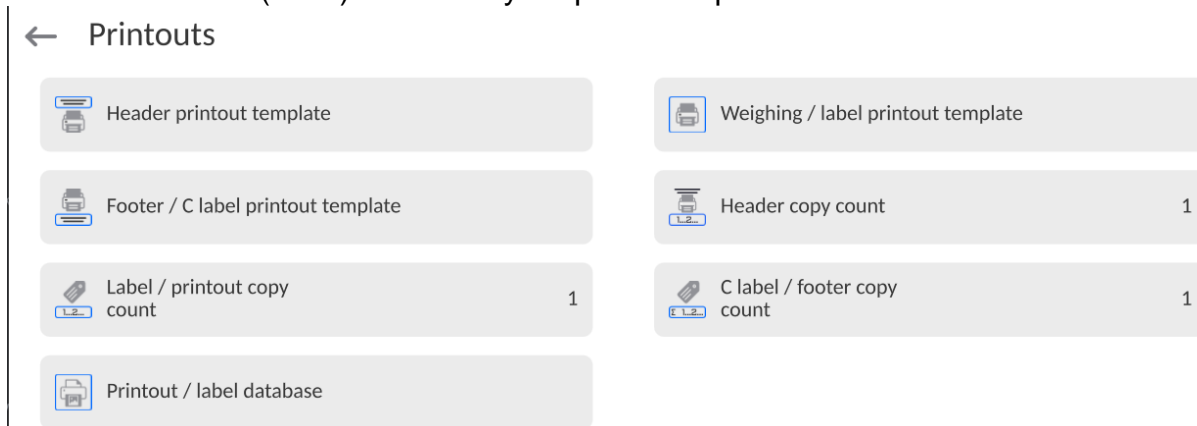 Printouts
Header printout template
Weighing / label printout template
Footer / C label printout template
Header copy count 1
Label / printout copy
count 1
C label / footer copy
count 1
Printout / label database